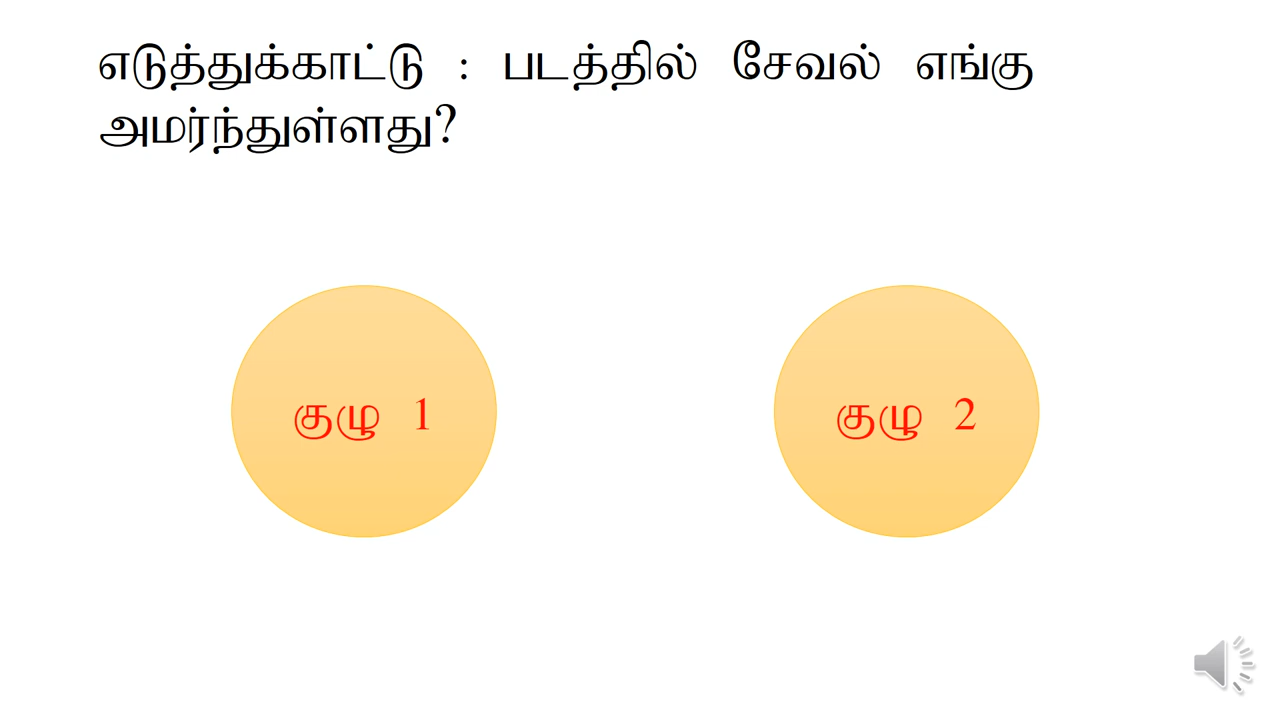 எடுத்துக்காட்டு : படத்தில் சேவல் எங்கு
அமர்ந்துள்ளது?
குழு 1
குழு 2